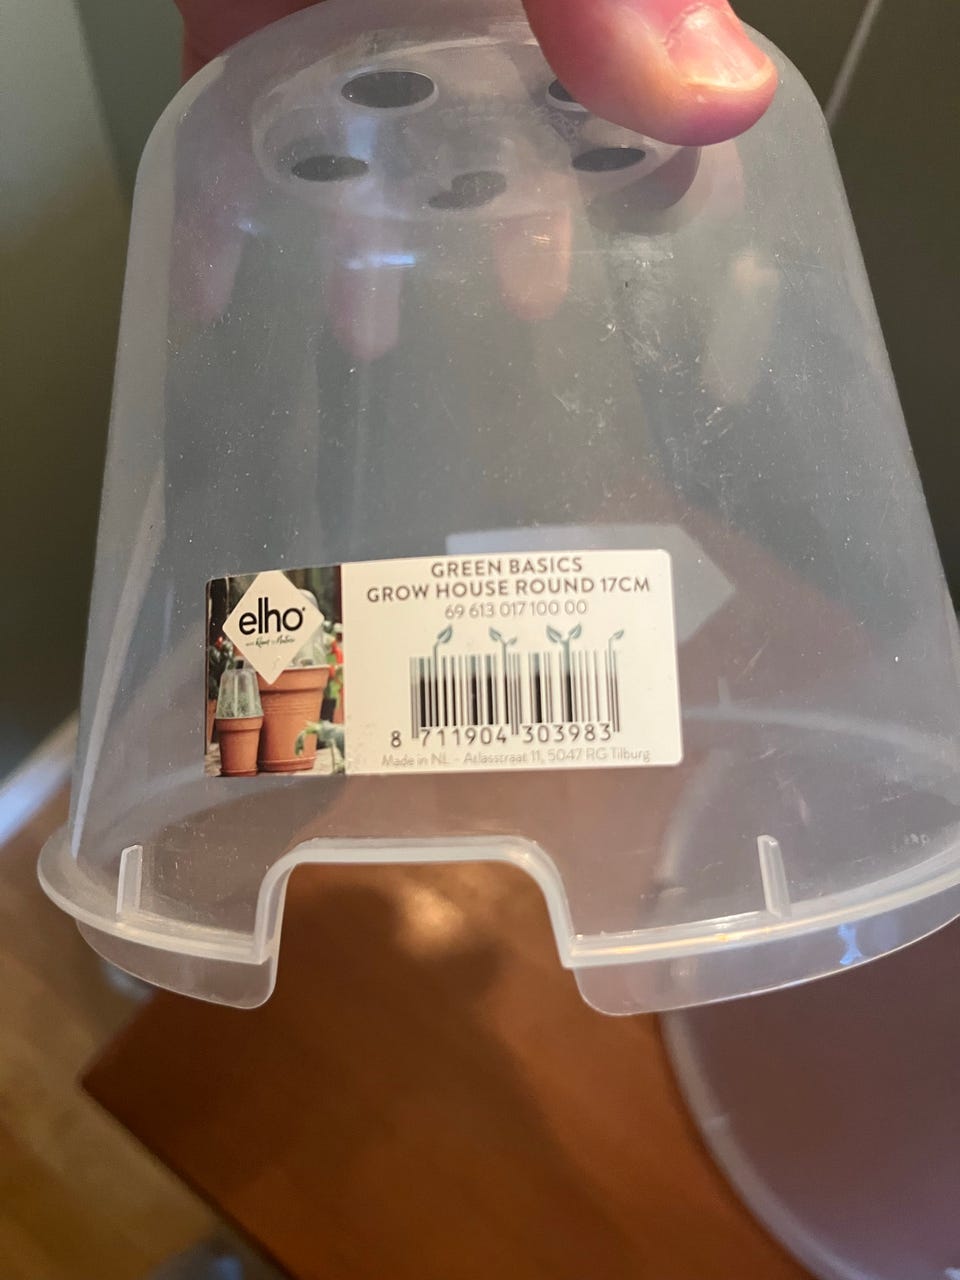 GREEN BASICS
GROW HOUSE ROUND 17CM
69 613 017 100 00
elho
8 711904 303983
Made in NL - Atlasstraat 11, 5047 RG Tilburg